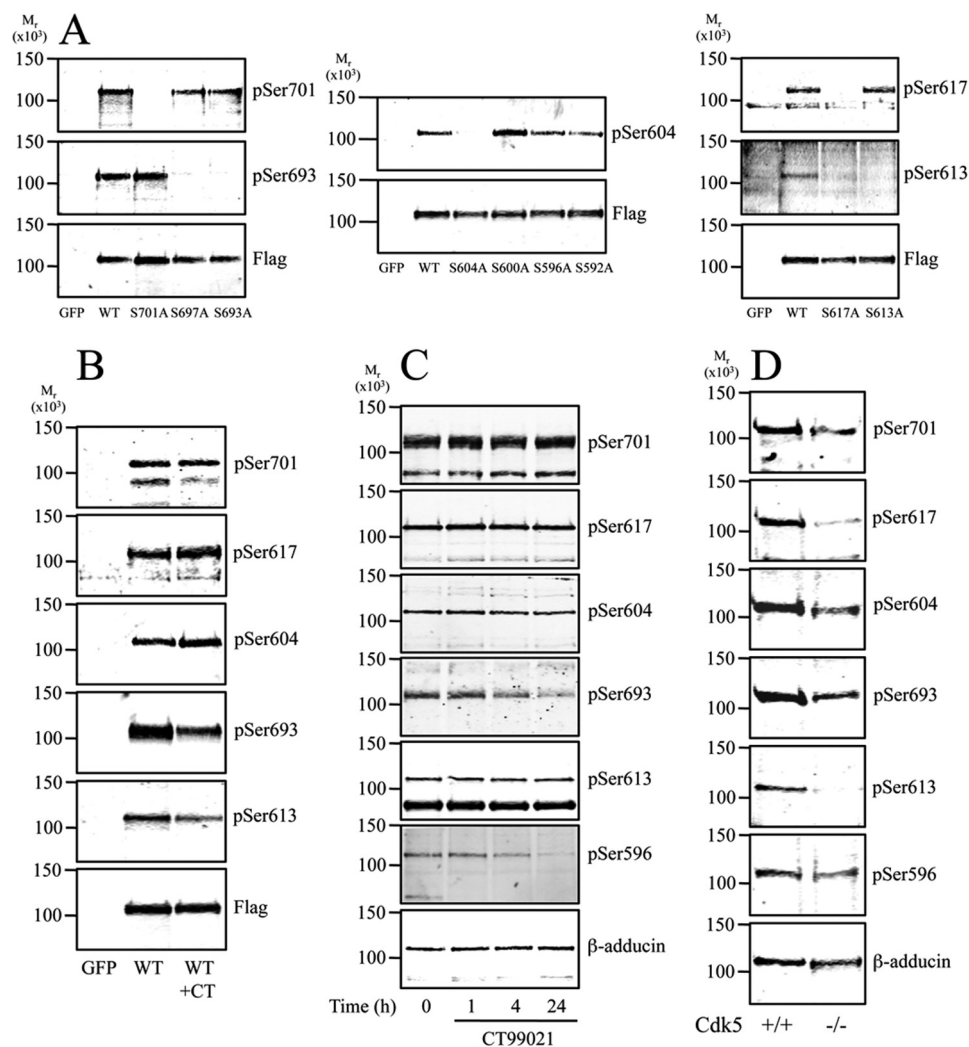 A
Mr
(x10³)
150
100
pSer701
150
100
pSer693
150
100
Flag
GFP WT S701A S697A S693A
Mr
(x10³)
150
100
pSer604
150
100
Flag
GFP WT S604A S600A S596A S592A
Mr
(x10³)
150
100
pSer617
150
100
pSer613
150
100
Flag
GFP WT S617A S613A
B
Mr
(x10³)
150
100
pSer701
150
100
pSer617
150
100
pSer604
150
100
pSer693
150
100
pSer613
150
100
Flag
GFP WT WT
+CT
C
Mr
(x10³)
150
100
pSer701
150
100
pSer617
150
100
pSer604
150
100
pSer693
150
100
pSer613
150
100
pSer596
150
100
β-adducin
Time (h) 0 1 4 24
CT99021
D
Mr
(x10³)
150
100
pSer701
150
100
pSer617
150
100
pSer604
150
100
pSer693
150
100
pSer613
150
100
pSer596
150
100
β-adducin
Cdk5 +/+ -/-